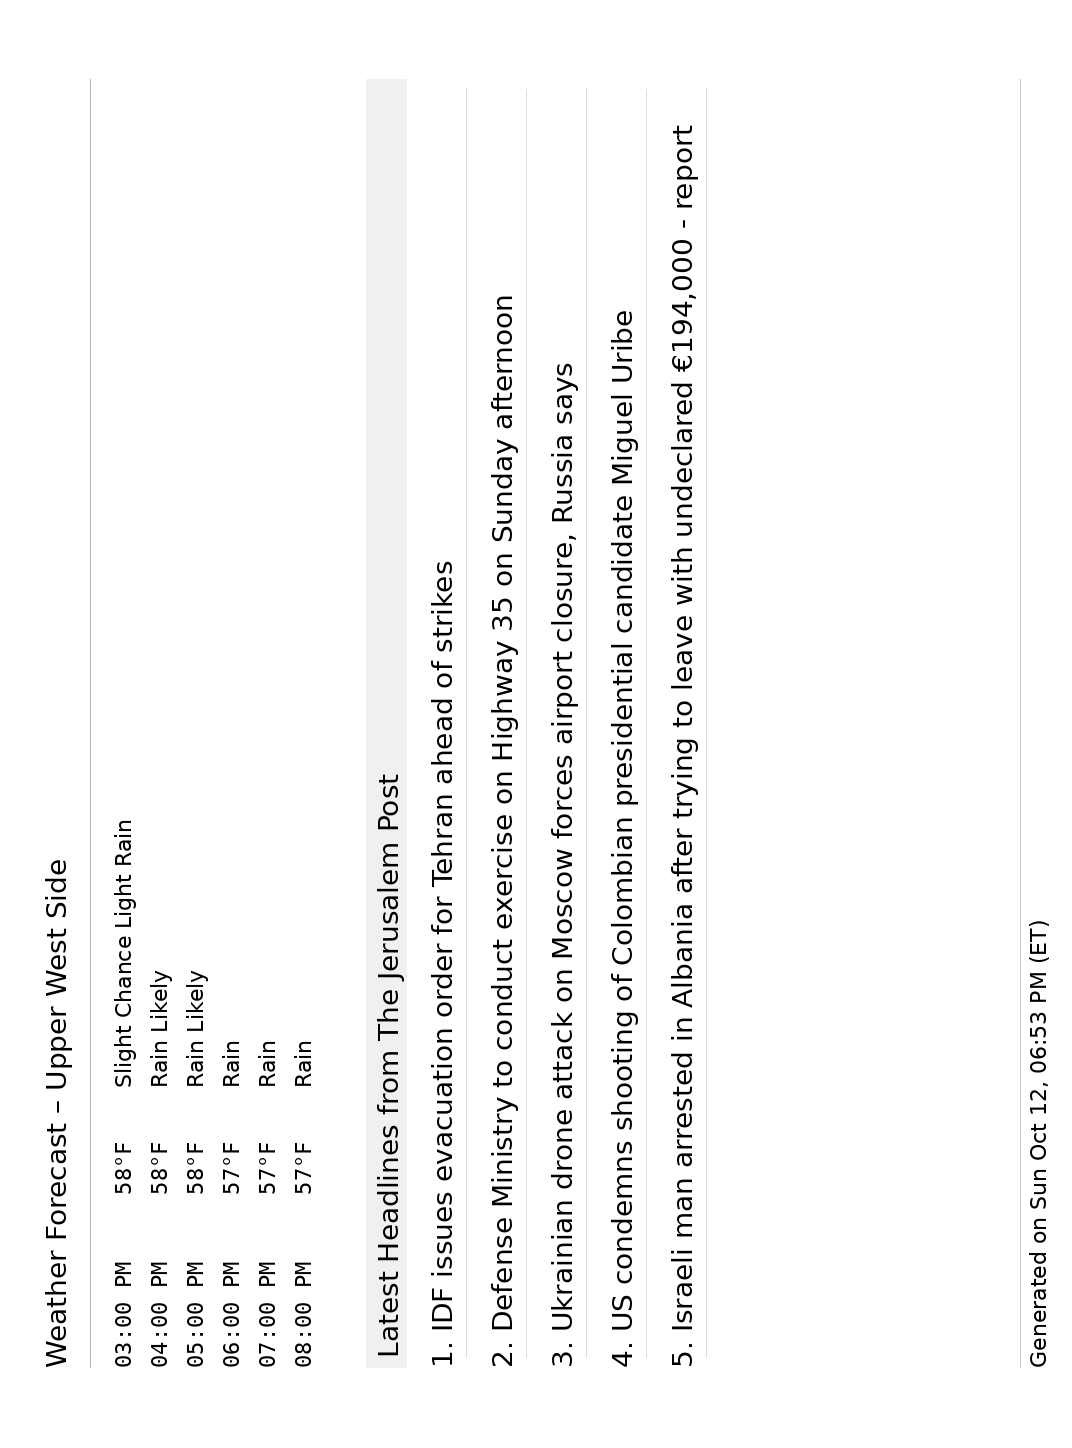 Weather Forecast – Upper West Side
03:00 PM 58°F Slight Chance Light Rain
04:00 PM 58°F Rain Likely
05:00 PM 58°F Rain Likely
06:00 PM 57°F Rain
07:00 PM 57°F Rain
08:00 PM 57°F Rain
Latest Headlines from The Jerusalem Post
1. IDF issues evacuation order for Tehran ahead of strikes
2. Defense Ministry to conduct exercise on Highway 35 on Sunday afternoon
3. Ukrainian drone attack on Moscow forces airport closure, Russia says
4. US condemns shooting of Colombian presidential candidate Miguel Uribe
5. Israeli man arrested in Albania after trying to leave with undeclared €194,000 - report
Generated on Sun Oct 12, 06:53 PM (ET)